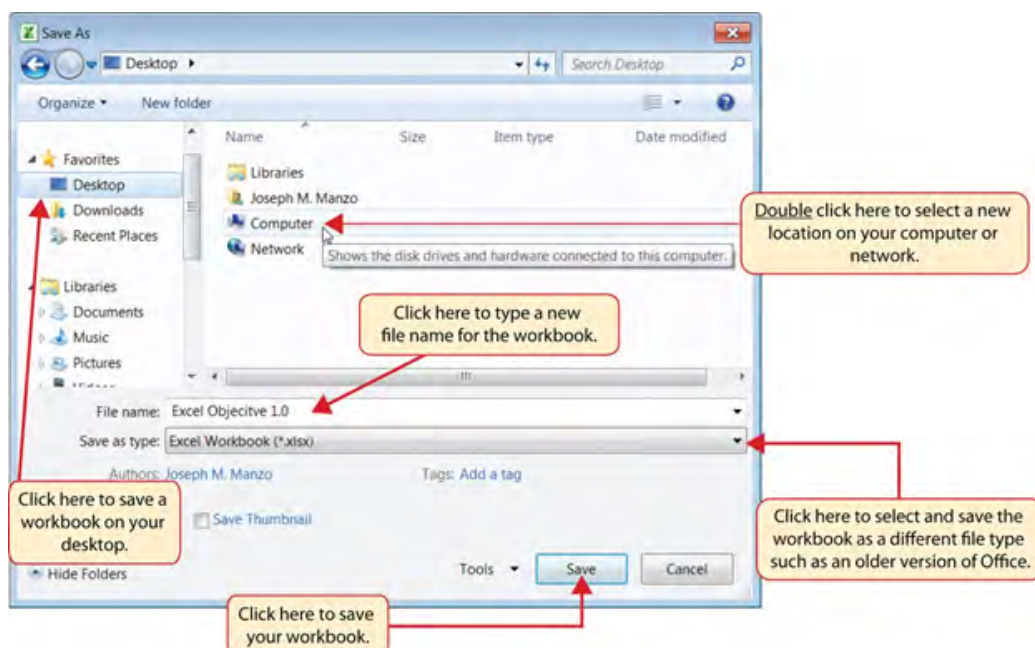 Save As
Desktop
Search Desktop
Organize
New folder
Name
Size
Item type
Date modified
Favorites
Desktop
Downloads
Recent Places
Libraries
Documents
Music
Pictures
Libraries
Joseph M. Manzo
Computer
Network
Shows the disk drives and hardware connected to this computer.
Double click here to select a new
location on your computer or
network.
Click here to type a new
file name for the workbook.
File name: Excel Objecitve 1.0
Save as type: Excel Workbook (*.xlsx)
Authors: Joseph M. Manzo
Tags: Add a tag
Click here to save a
workbook on your
desktop.
Save Thumbnail
Click here to select and save the
workbook as a different file type
such as an older version of Office.
Hide Folders
Tools
Save
Cancel
Click here to save
your workbook.